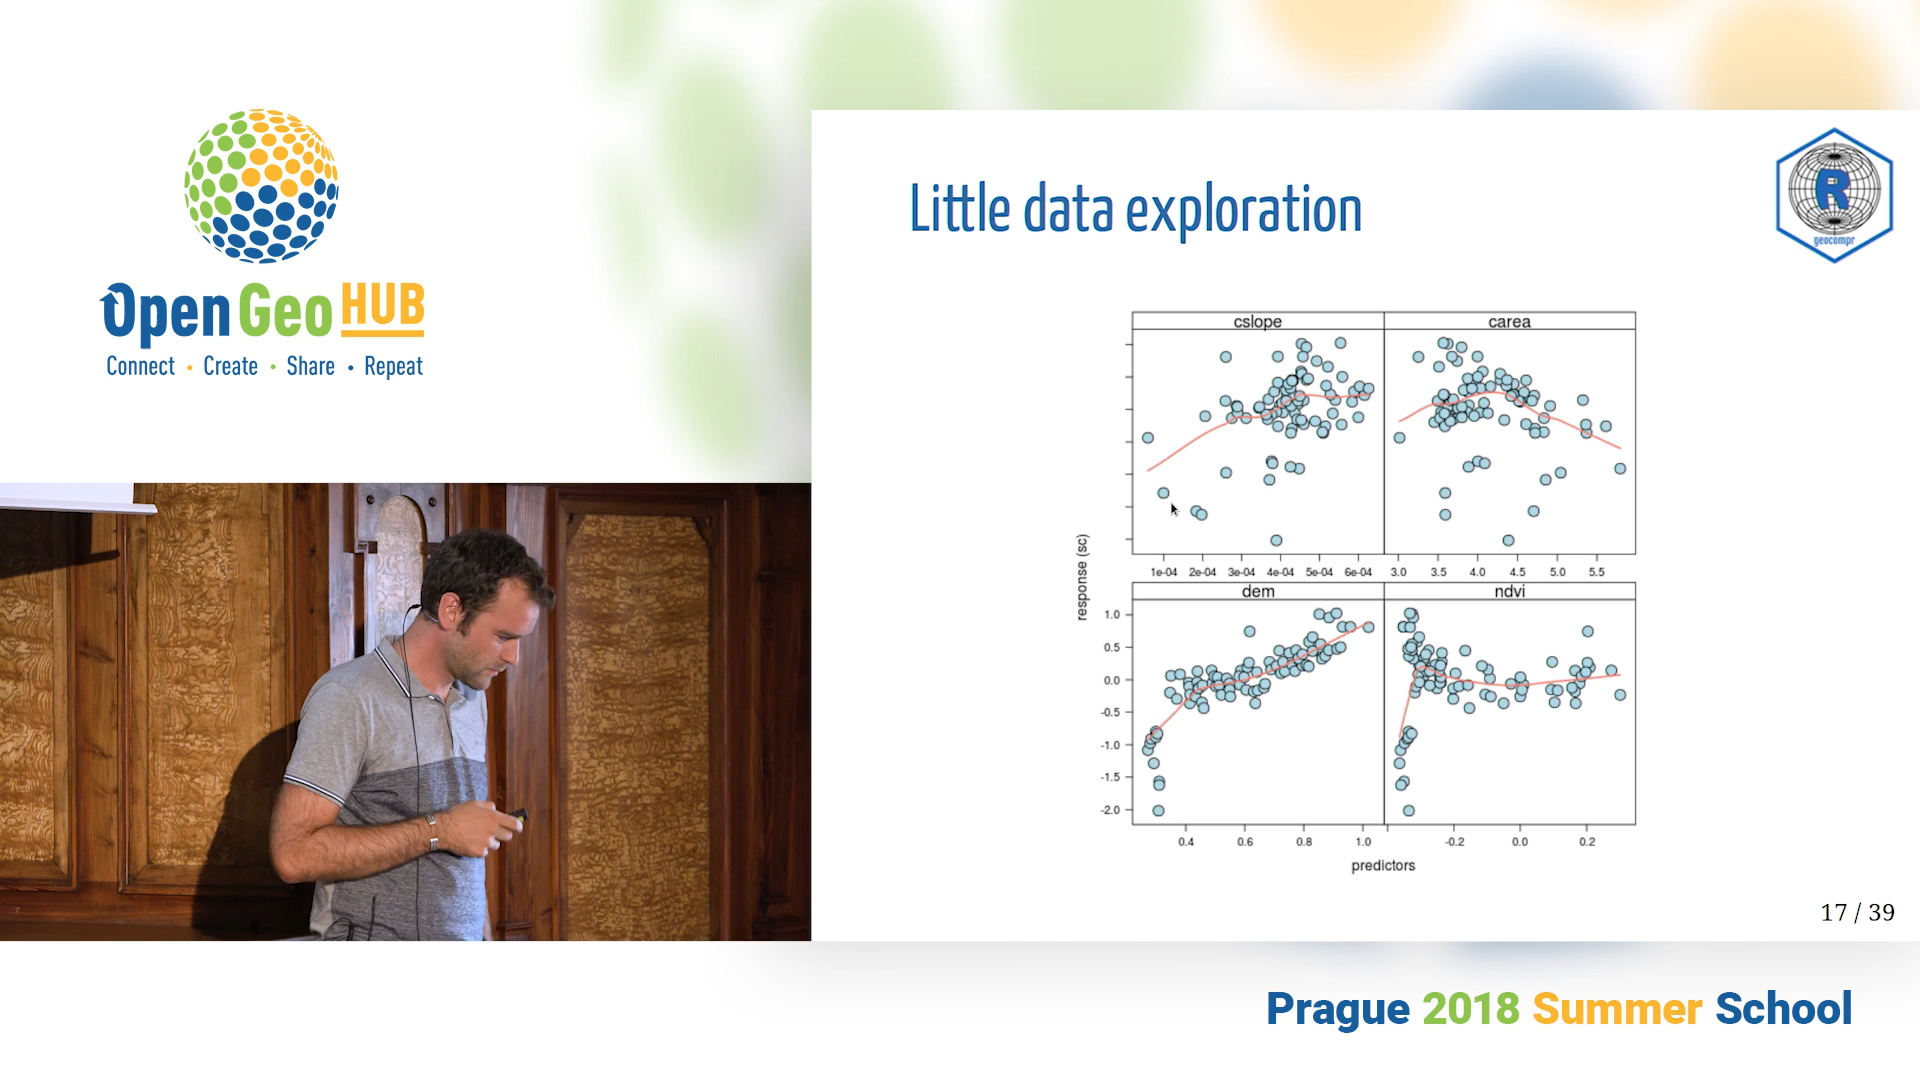 Open Geo HUB
Connect • Create • Share • Repeat
Little data exploration
R
geocompr
cslope
carea
response (sc)
1e-04 2e-04 3e-04 4e-04 5e-04 6e-04
3.0 3.5 4.0 4.5 5.0 5.5
dem
ndvi
1.0
0.5
0.0
-0.5
-1.0
-1.5
-2.0
0.4 0.6 0.8 1.0
-0.2 0.0 0.2
predictors
17 / 39
Prague 2018 Summer School